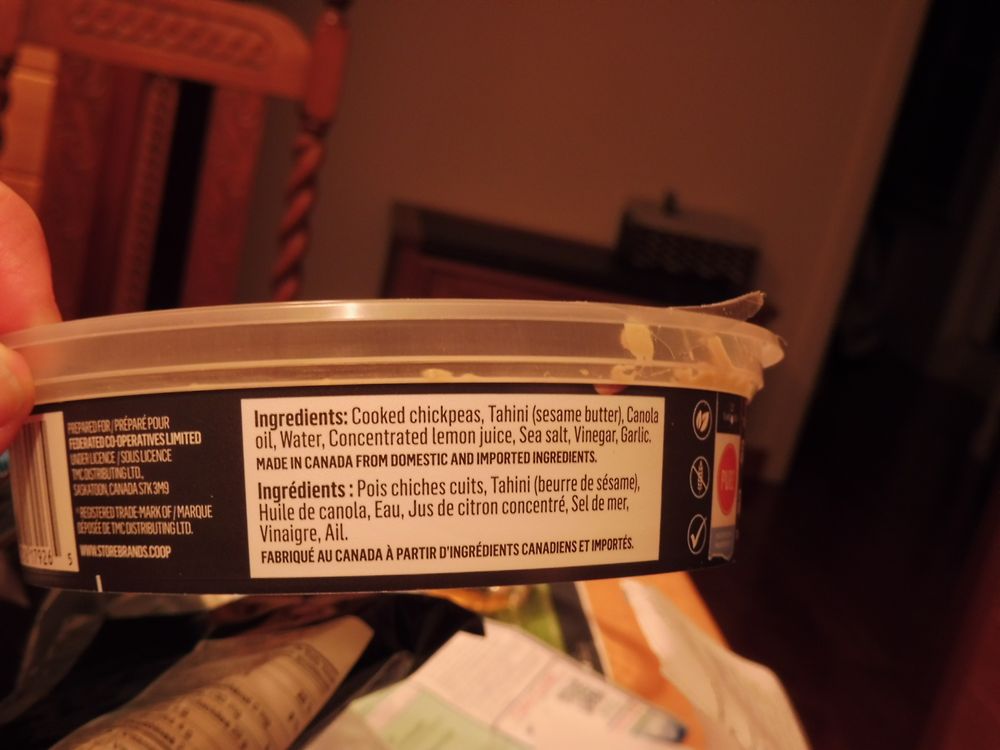 PREPARED FOR / PRÉPARÉ POUR
FEDERATED CO-OPERATIVES LIMITED
UNDER LICENCE / SOUS LICENCE
TMC DISTRIBUTING LTD.,
SASKATOON, CANADA S7K 3M9
REGISTERED TRADE-MARK OF / MARQUE
DÉPOSÉE DE TMC DISTRIBUTING LTD.
WWW.STOREBRANDS.COOP
17926 5
Ingredients: Cooked chickpeas, Tahini (sesame butter), Canola
oil, Water, Concentrated lemon juice, Sea salt, Vinegar, Garlic.
MADE IN CANADA FROM DOMESTIC AND IMPORTED INGREDIENTS.
Ingrédients : Pois chiches cuits, Tahini (beurre de sésame),
Huile de canola, Eau, Jus de citron concentré, Sel de mer,
Vinaigre, Ail.
FABRIQUÉ AU CANADA À PARTIR D'INGRÉDIENTS CANADIENS ET IMPORTÉS.